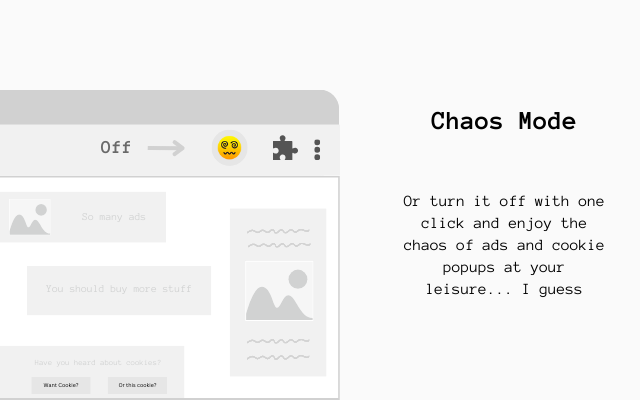 Chaos Mode
Off
So many ads
You should buy more stuff
Have you heard about cookies?
Want Cookie?
Or this cookie?
Or turn it off with one
click and enjoy the
chaos of ads and cookie
popups at your
leisure... I guess